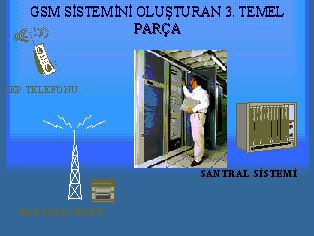 GSM SİSTEMİNİ OLUŞTURAN 3. TEMEL
PARÇA
CEP TELEFONU
SANTRAL SİSTEMİ